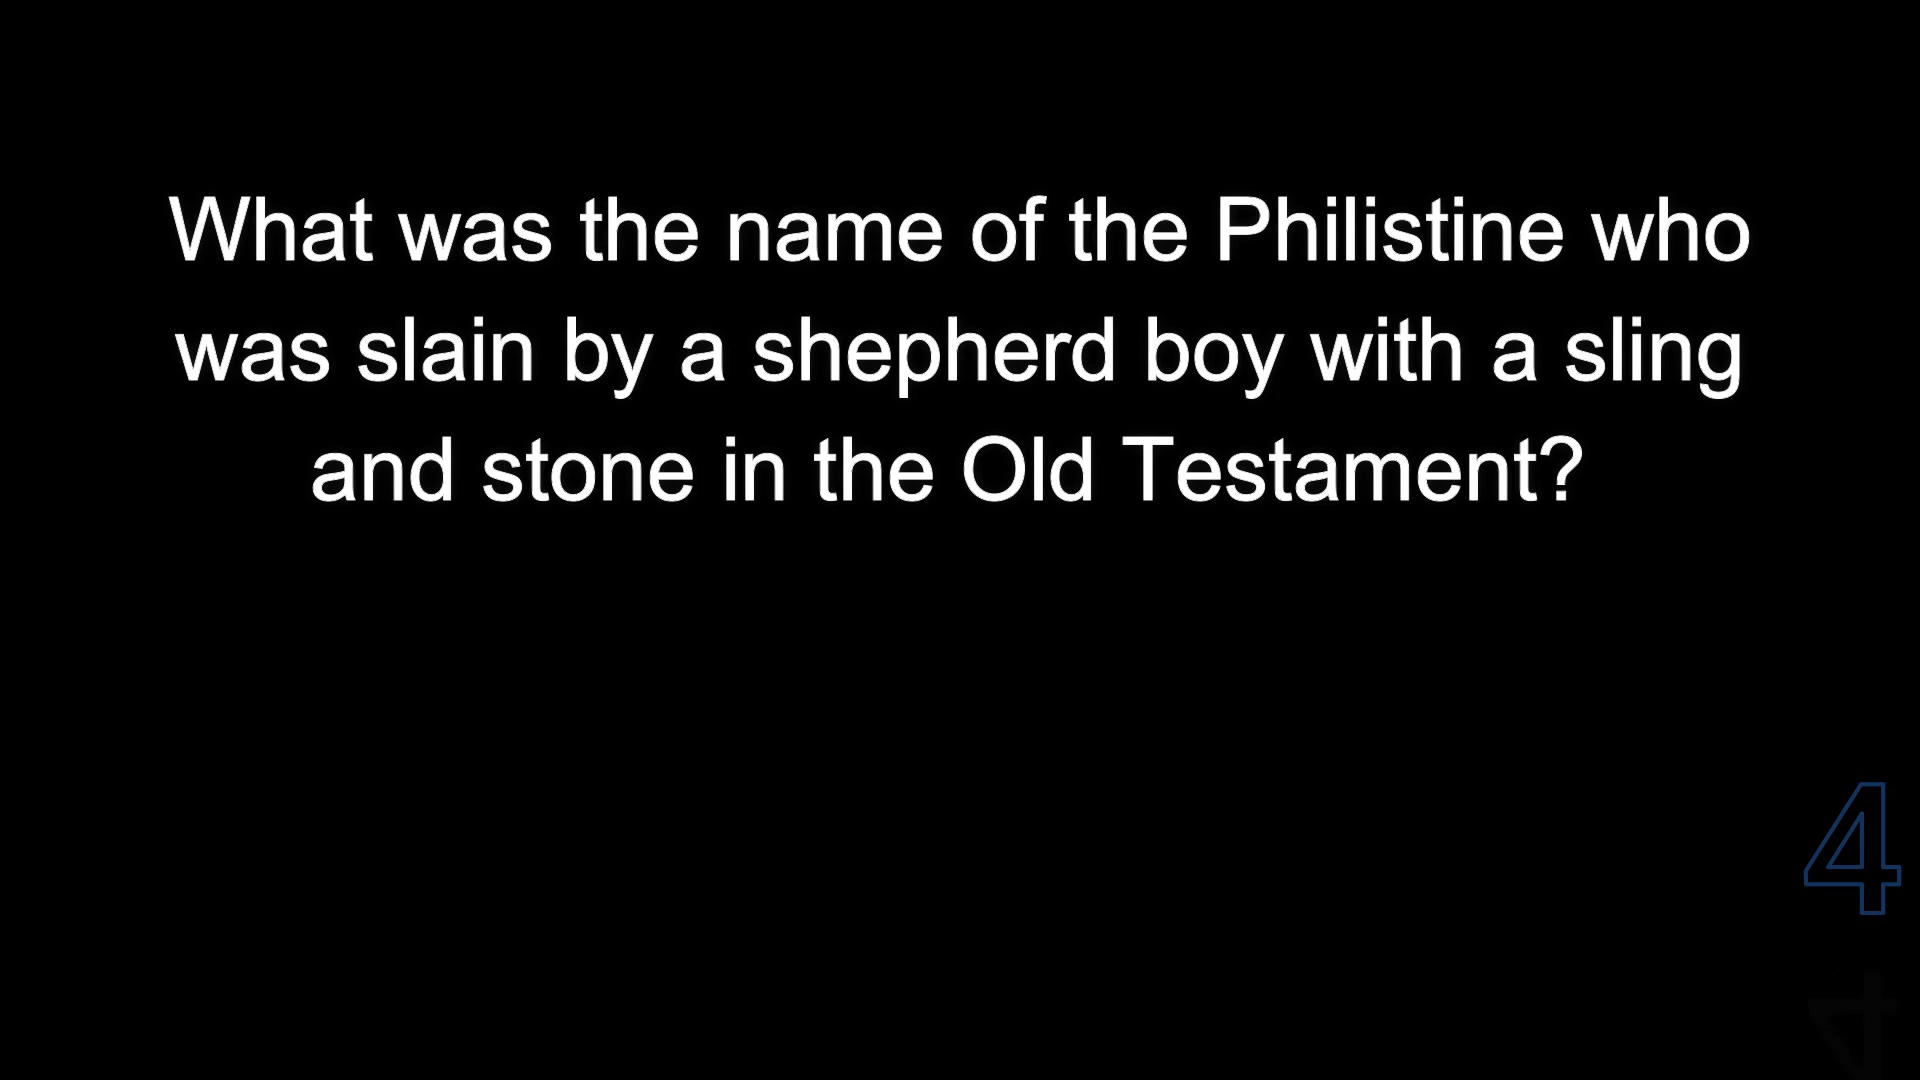 What was the name of the Philistine who
was slain by a shepherd boy with a sling
and stone in the Old Testament?
4